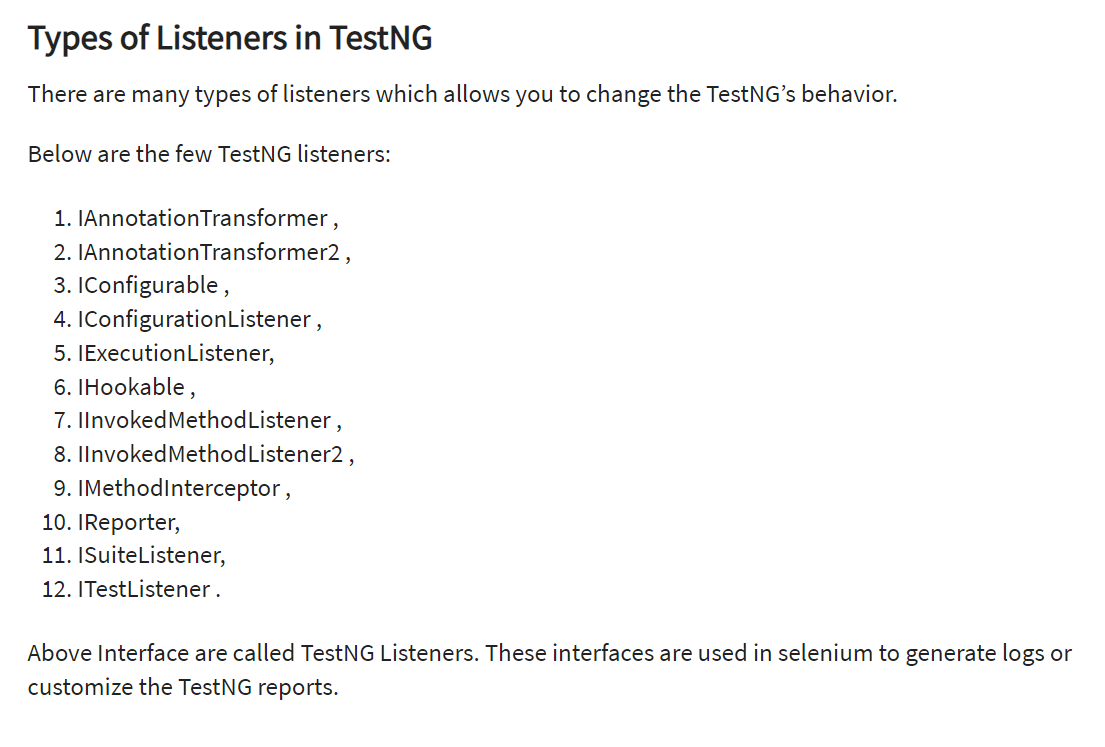 Types of Listeners in TestNG
There are many types of listeners which allows you to change the TestNG’s behavior.
Below are the few TestNG listeners:
1. IAnnotationTransformer ,
2. IAnnotationTransformer2 ,
3. IConfigurable ,
4. IConfigurationListener ,
5. IExecutionListener,
6. IHookable ,
7. IInvokedMethodListener ,
8. IInvokedMethodListener2 ,
9. IMethodInterceptor ,
10. IReporter,
11. ISuiteListener,
12. ITestListener .
Above Interface are called TestNG Listeners. These interfaces are used in selenium to generate logs or
customize the TestNG reports.